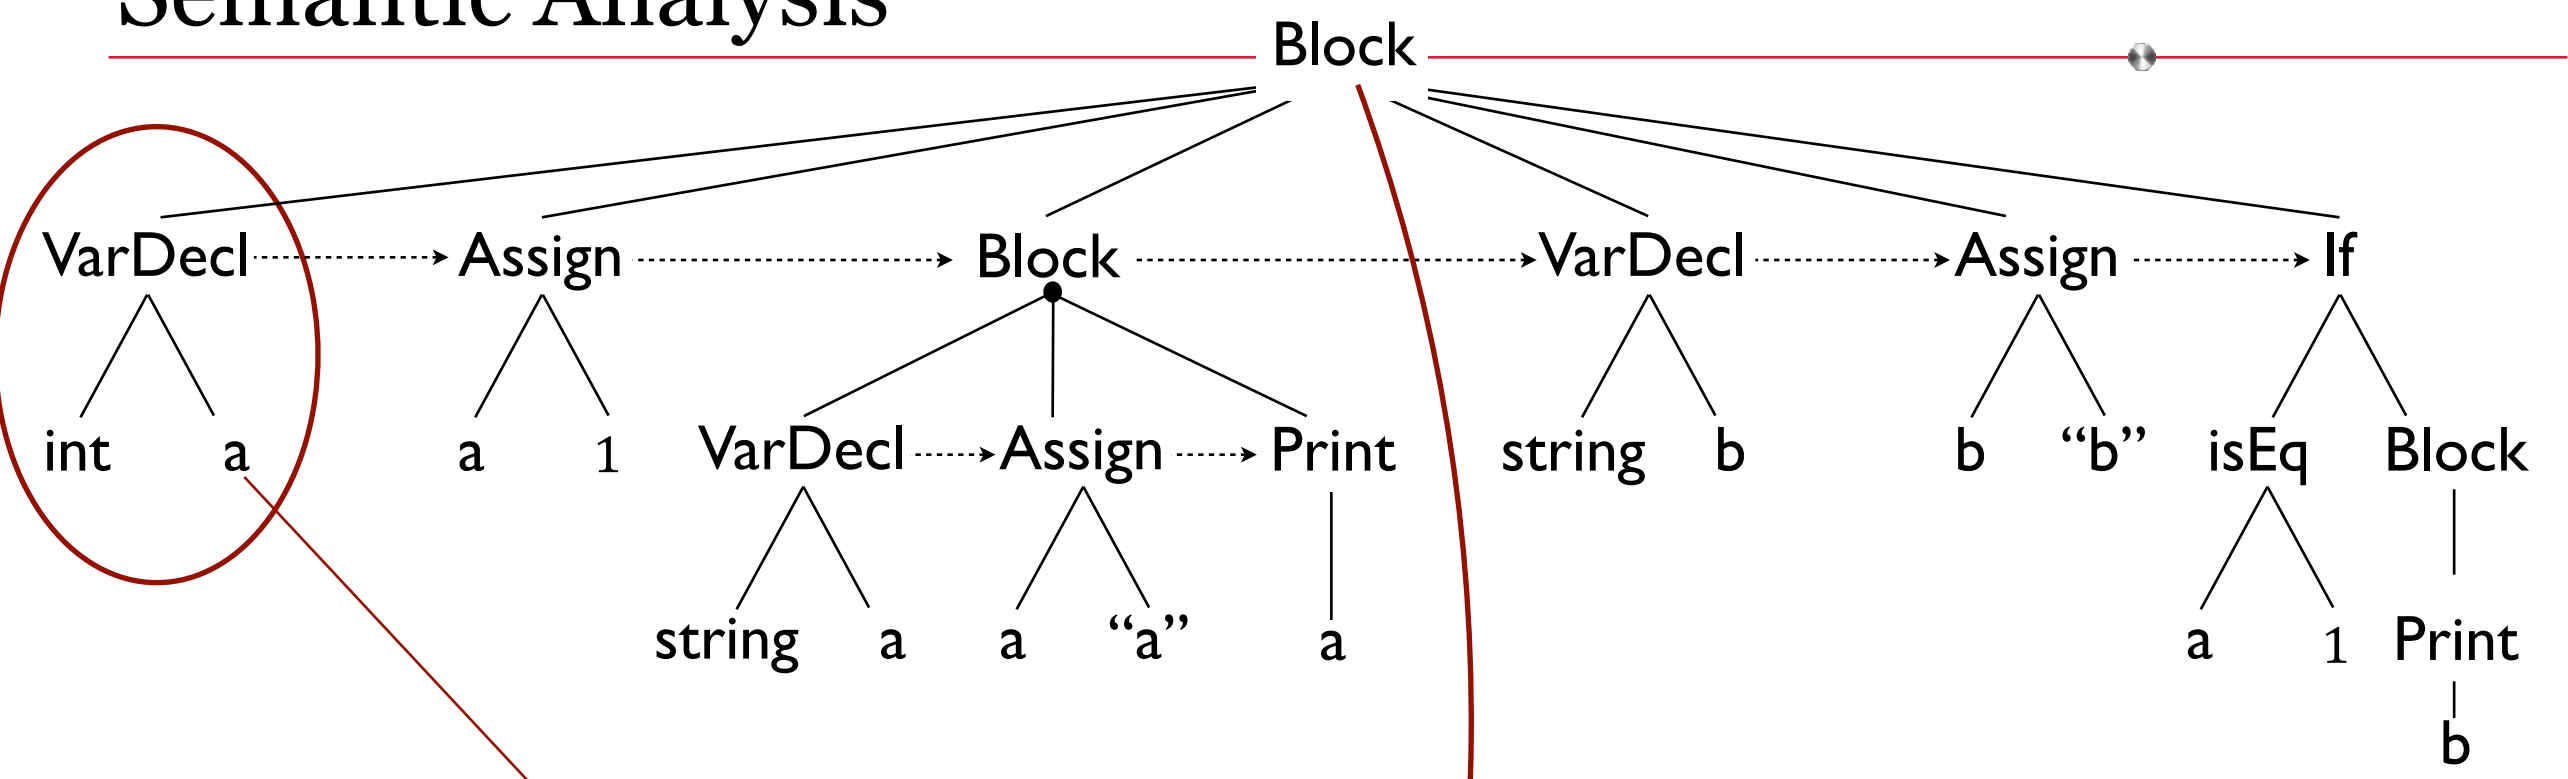 Semantic Analysis
Block
VarDecl Assign Block VarDecl Assign If
int a a 1 VarDecl Assign Print string b b “b” isEq Block
string a a “a” a a 1 Print
b